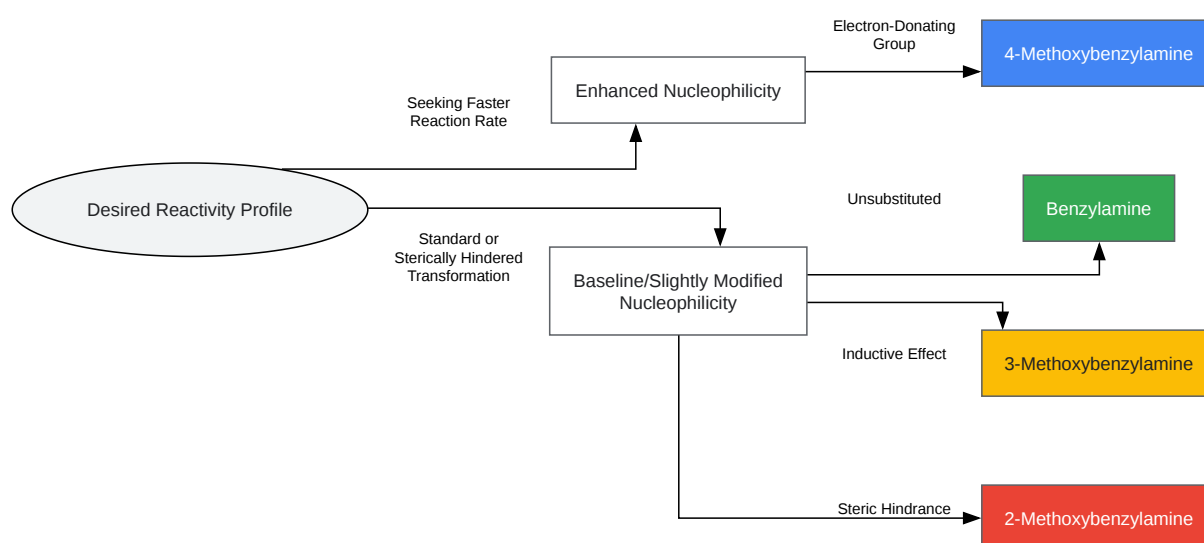 Electron-Donating
Group
4-Methoxybenzylamine
Enhanced Nucleophilicity
Seeking Faster
Reaction Rate
Desired Reactivity Profile
Unsubstituted
Benzylamine
Standard or
Sterically Hindered
Transformation
Baseline/Slightly Modified
Nucleophilicity
Inductive Effect
3-Methoxybenzylamine
Steric Hindrance
2-Methoxybenzylamine